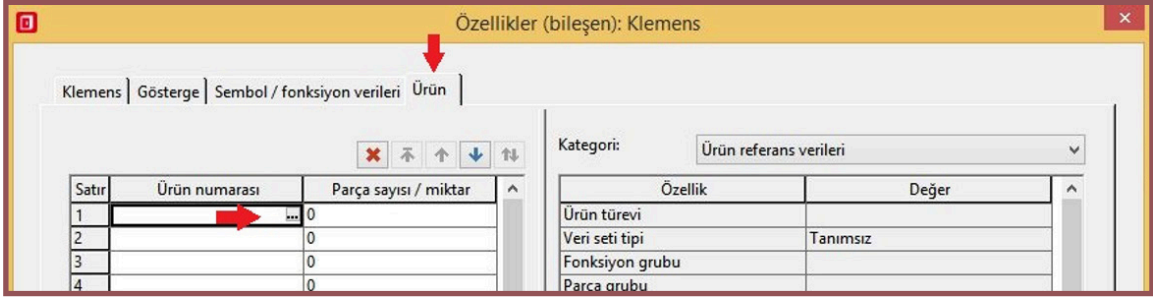 Özellikler (bileşen): Klemens
Klemens Gösterge Sembol / fonksiyon verileri Ürün
Kategori: Ürün referans verileri
Satır Ürün numarası Parça sayısı / miktar Özellik Değer
1 ... 0 Ürün türevi
2 0 Veri seti tipi Tanımsız
3 0 Fonksiyon grubu
4 0 Parça grubu